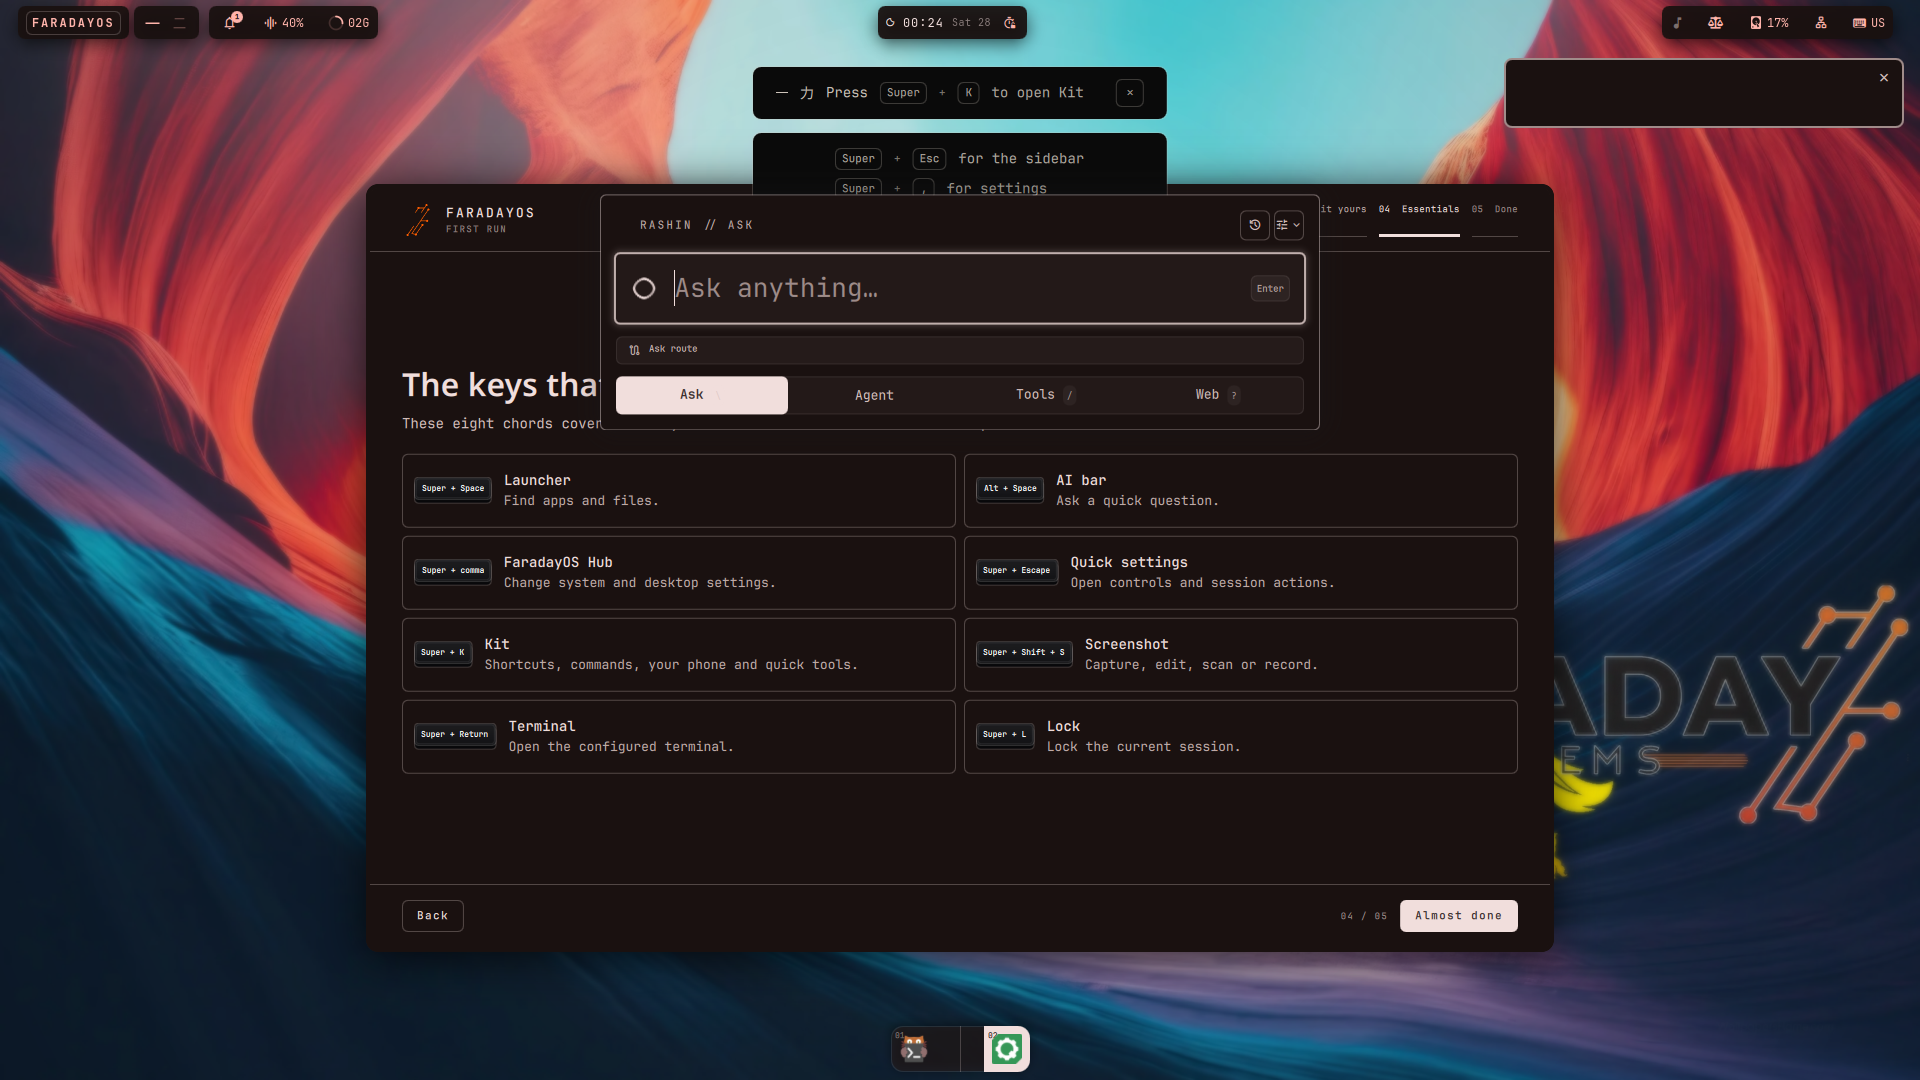 FARADAYOS
1
40%
02G
00:24 Sat 28
17%
US
一 力 Press Super + K to open Kit ×
Super + Esc for the sidebar
Super + , for settings
FARADAYOS
FIRST RUN
it yours
04 Essentials
05 Done
RASHIN // ASK
Ask anything…
Enter
Ask route
Ask \
Agent
Tools /
Web ?
The keys tha
These eight chords cover
Super + Space
Launcher
Find apps and files.
Alt + Space
AI bar
Ask a quick question.
Super + comma
FaradayOS Hub
Change system and desktop settings.
Super + Escape
Quick settings
Open controls and session actions.
Super + K
Kit
Shortcuts, commands, your phone and quick tools.
Super + Shift + S
Screenshot
Capture, edit, scan or record.
Super + Return
Terminal
Open the configured terminal.
Super + L
Lock
Lock the current session.
ADAY
EMS
Back
04 / 05
Almost done
01
02